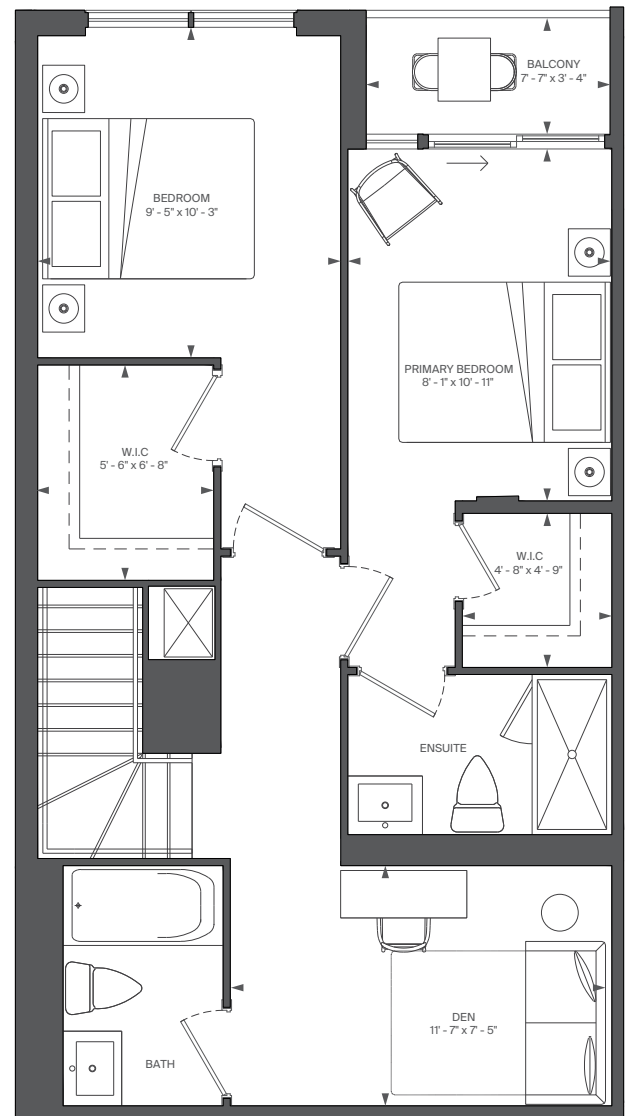 BALCONY
7' - 7" x 3' - 4"
BEDROOM
9' - 5" x 10' - 3"
PRIMARY BEDROOM
8' - 1" x 10' - 11"
W.I.C
5' - 6" x 6' - 8"
W.I.C
4' - 8" x 4' - 9"
ENSUITE
DEN
11' - 7" x 7' - 5"
BATH